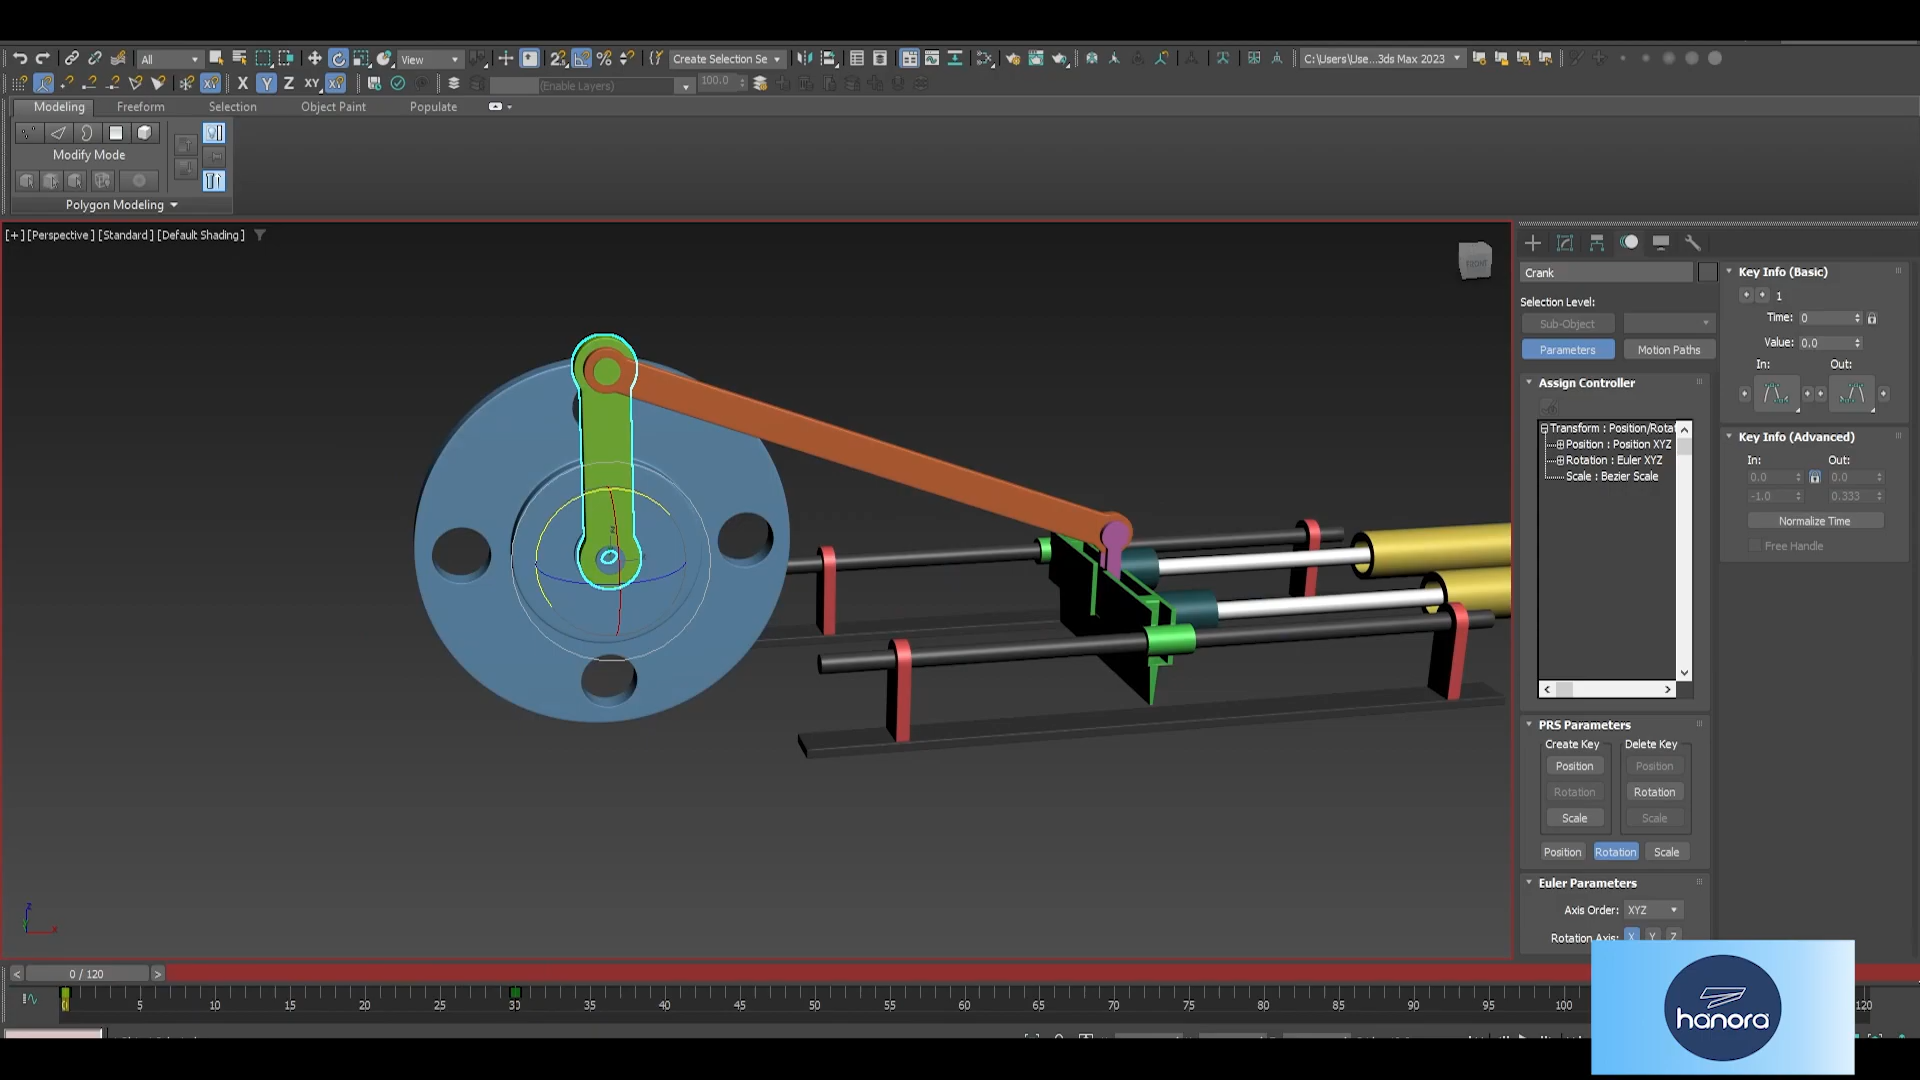 All
View
Create Selection Se
C:\Users\Use...3ds Max 2023
X Y Z XY
(Enable Layers)
100.0
Modeling Freeform Selection Object Paint Populate
Modify Mode
Polygon Modeling
[+] [Perspective] [Standard] [Default Shading]
FRONT
Crank
Selection Level:
Sub-Object
Parameters Motion Paths
Assign Controller
Transform : Position/Rotat
Position : Position XYZ
Rotation : Euler XYZ
Scale : Bezier Scale
PRS Parameters
Create Key Delete Key
Position Position
Rotation Rotation
Scale Scale
Position Rotation Scale
Euler Parameters
Axis Order: XYZ
Rotation Axis: X Y Z
Key Info (Basic)
1
Time: 0
Value: 0.0
In: Out:
Key Info (Advanced)
In: Out:
0.0 0.0
-1.0 0.333
Normalize Time
Free Handle
z
x
< 0 / 120 >
0 5 10 15 20 25 30 35 40 45 50 55 60 65 70 75 80 85 90 95 100 120
hanora